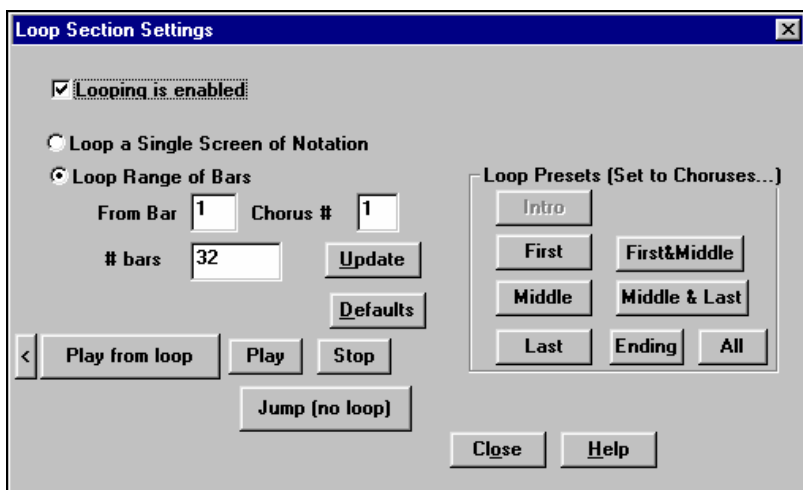 Loop Section Settings
Looping is enabled
Loop a Single Screen of Notation
Loop Range of Bars
From Bar 1 Chorus # 1
# bars 32 Update
Defaults
< Play from loop Play Stop
Jump (no loop)
Loop Presets (Set to Choruses...)
Intro
First First&Middle
Middle Middle & Last
Last Ending All
Close Help